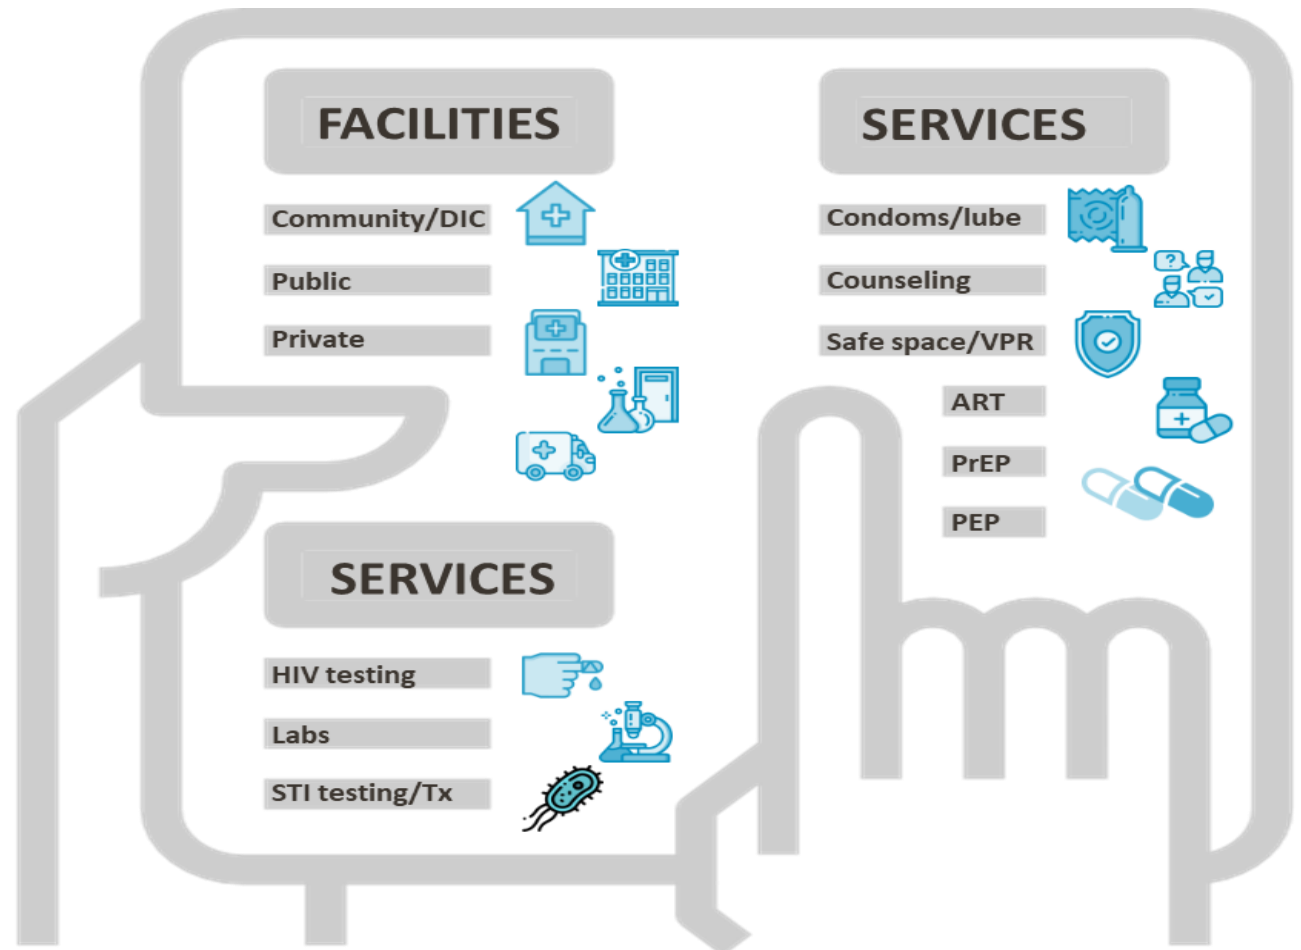 FACILITIES
Community/DIC
Public
Private
SERVICES
HIV testing
Labs
STI testing/Tx
SERVICES
Condoms/lube
Counseling
Safe space/VPR
ART
PrEP
PEP